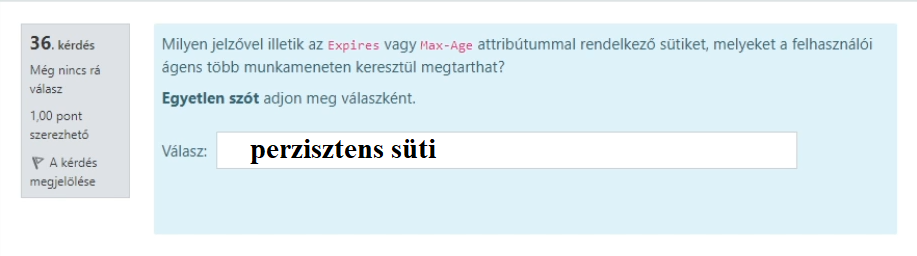 36. kérdés
Még nincs rá
válasz
1,00 pont
szerezhető
A kérdés
megjelölése
Milyen jelzővel illetik az Expires vagy Max-Age attribútummal rendelkező sütiket, melyeket a felhasználói
ágens több munkameneten keresztül megtarthat?
Egyetlen szót adjon meg válaszként.
Válasz: perzisztens süti